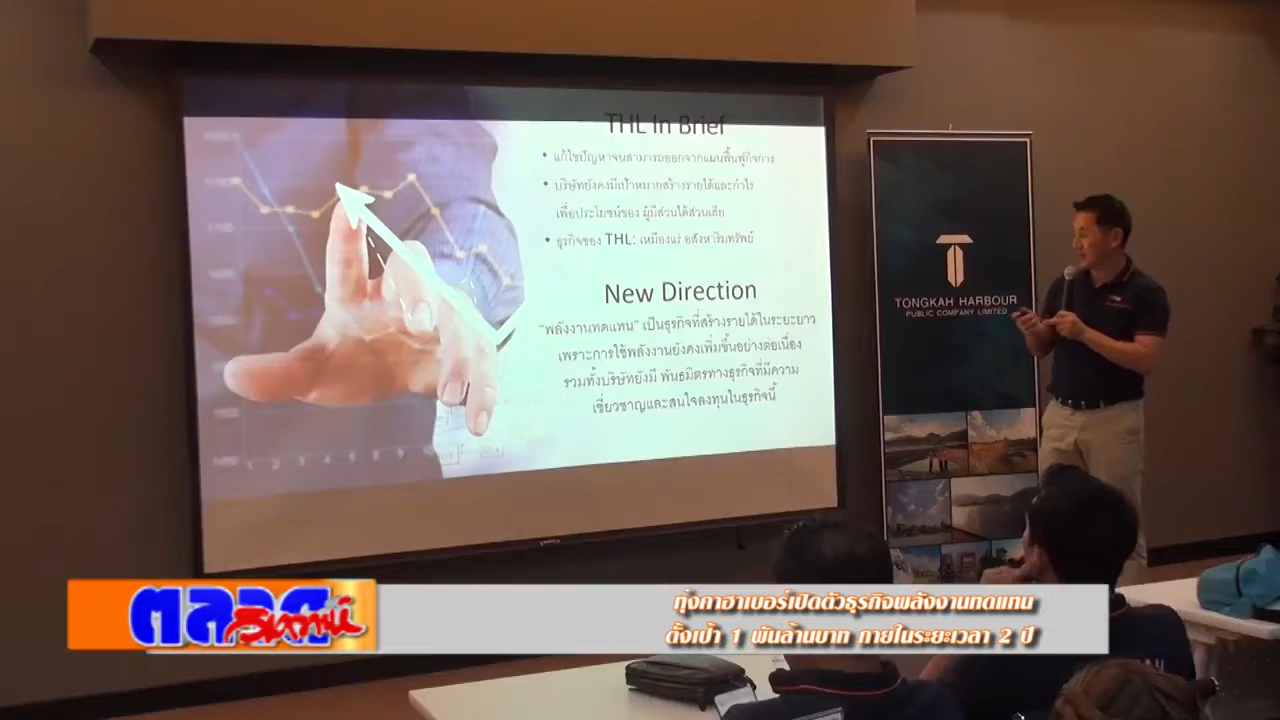 THL In Brief
• แก้ไขปัญหาจนสามารถออกจากแผนฟื้นฟูกิจการ
• บริษัทยังคงมีเป้าหมายสร้างรายได้และกำไร
เพื่อประโยชน์ของ ผู้มีส่วนได้ส่วนเสีย
• ธุรกิจของ THL: เหมืองแร่ อสังหาริมทรัพย์
New Direction
"พลังงานทดแทน" เป็นธุรกิจที่สร้างรายได้ในระยะยาว
เพราะการใช้พลังงานยังคงเพิ่มขึ้นอย่างต่อเนื่อง
รวมทั้งบริษัทยังมี พันธมิตรทางธุรกิจที่มีความ
เชี่ยวชาญและสนใจลงทุนในธุรกิจนี้
TONGKAH HARBOUR
PUBLIC COMPANY LIMITED
ตลาดวิเคราะห์
ทุ่งคาฮาเบอร์เปิดตัวธุรกิจพลังงานทดแทน
ตั้งเป้า 1 พันล้านบาท ภายในระยะเวลา 2 ปี